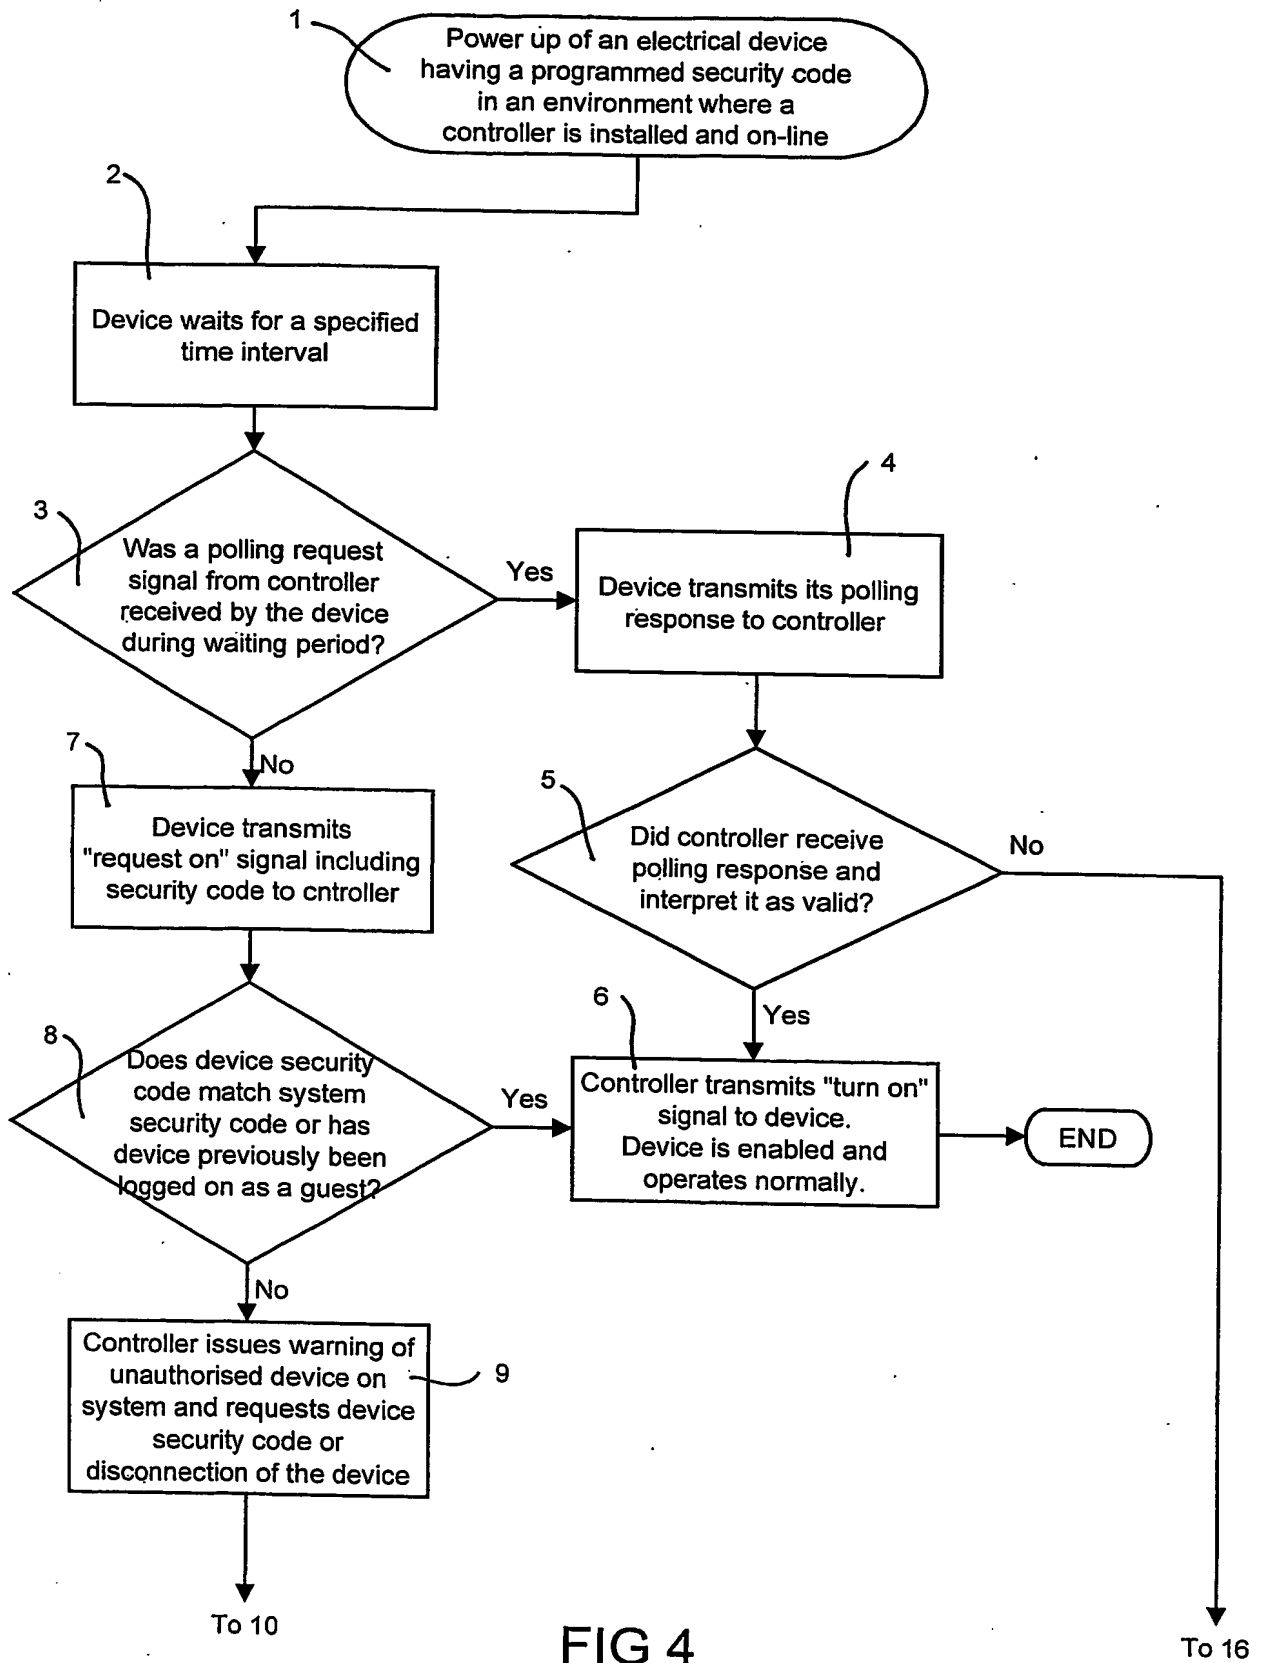 1
Power up of an electrical device
having a programmed security code
in an environment where a
controller is installed and on-line
2
Device waits for a specified
time interval
3
Was a polling request
signal from controller
received by the device
during waiting period?
Yes
4
Device transmits its polling
response to controller
No
7
Device transmits
"request on" signal including
security code to cntroller
5
Did controller receive
polling response and
interpret it as valid?
No
Yes
8
Does device security
code match system
security code or has
device previously been
logged on as a guest?
Yes
6
Controller transmits "turn on"
signal to device.
Device is enabled and
operates normally.
END
No
Controller issues warning of
unauthorised device on
system and requests device
security code or
disconnection of the device
9
To 10
To 16
FIG 4